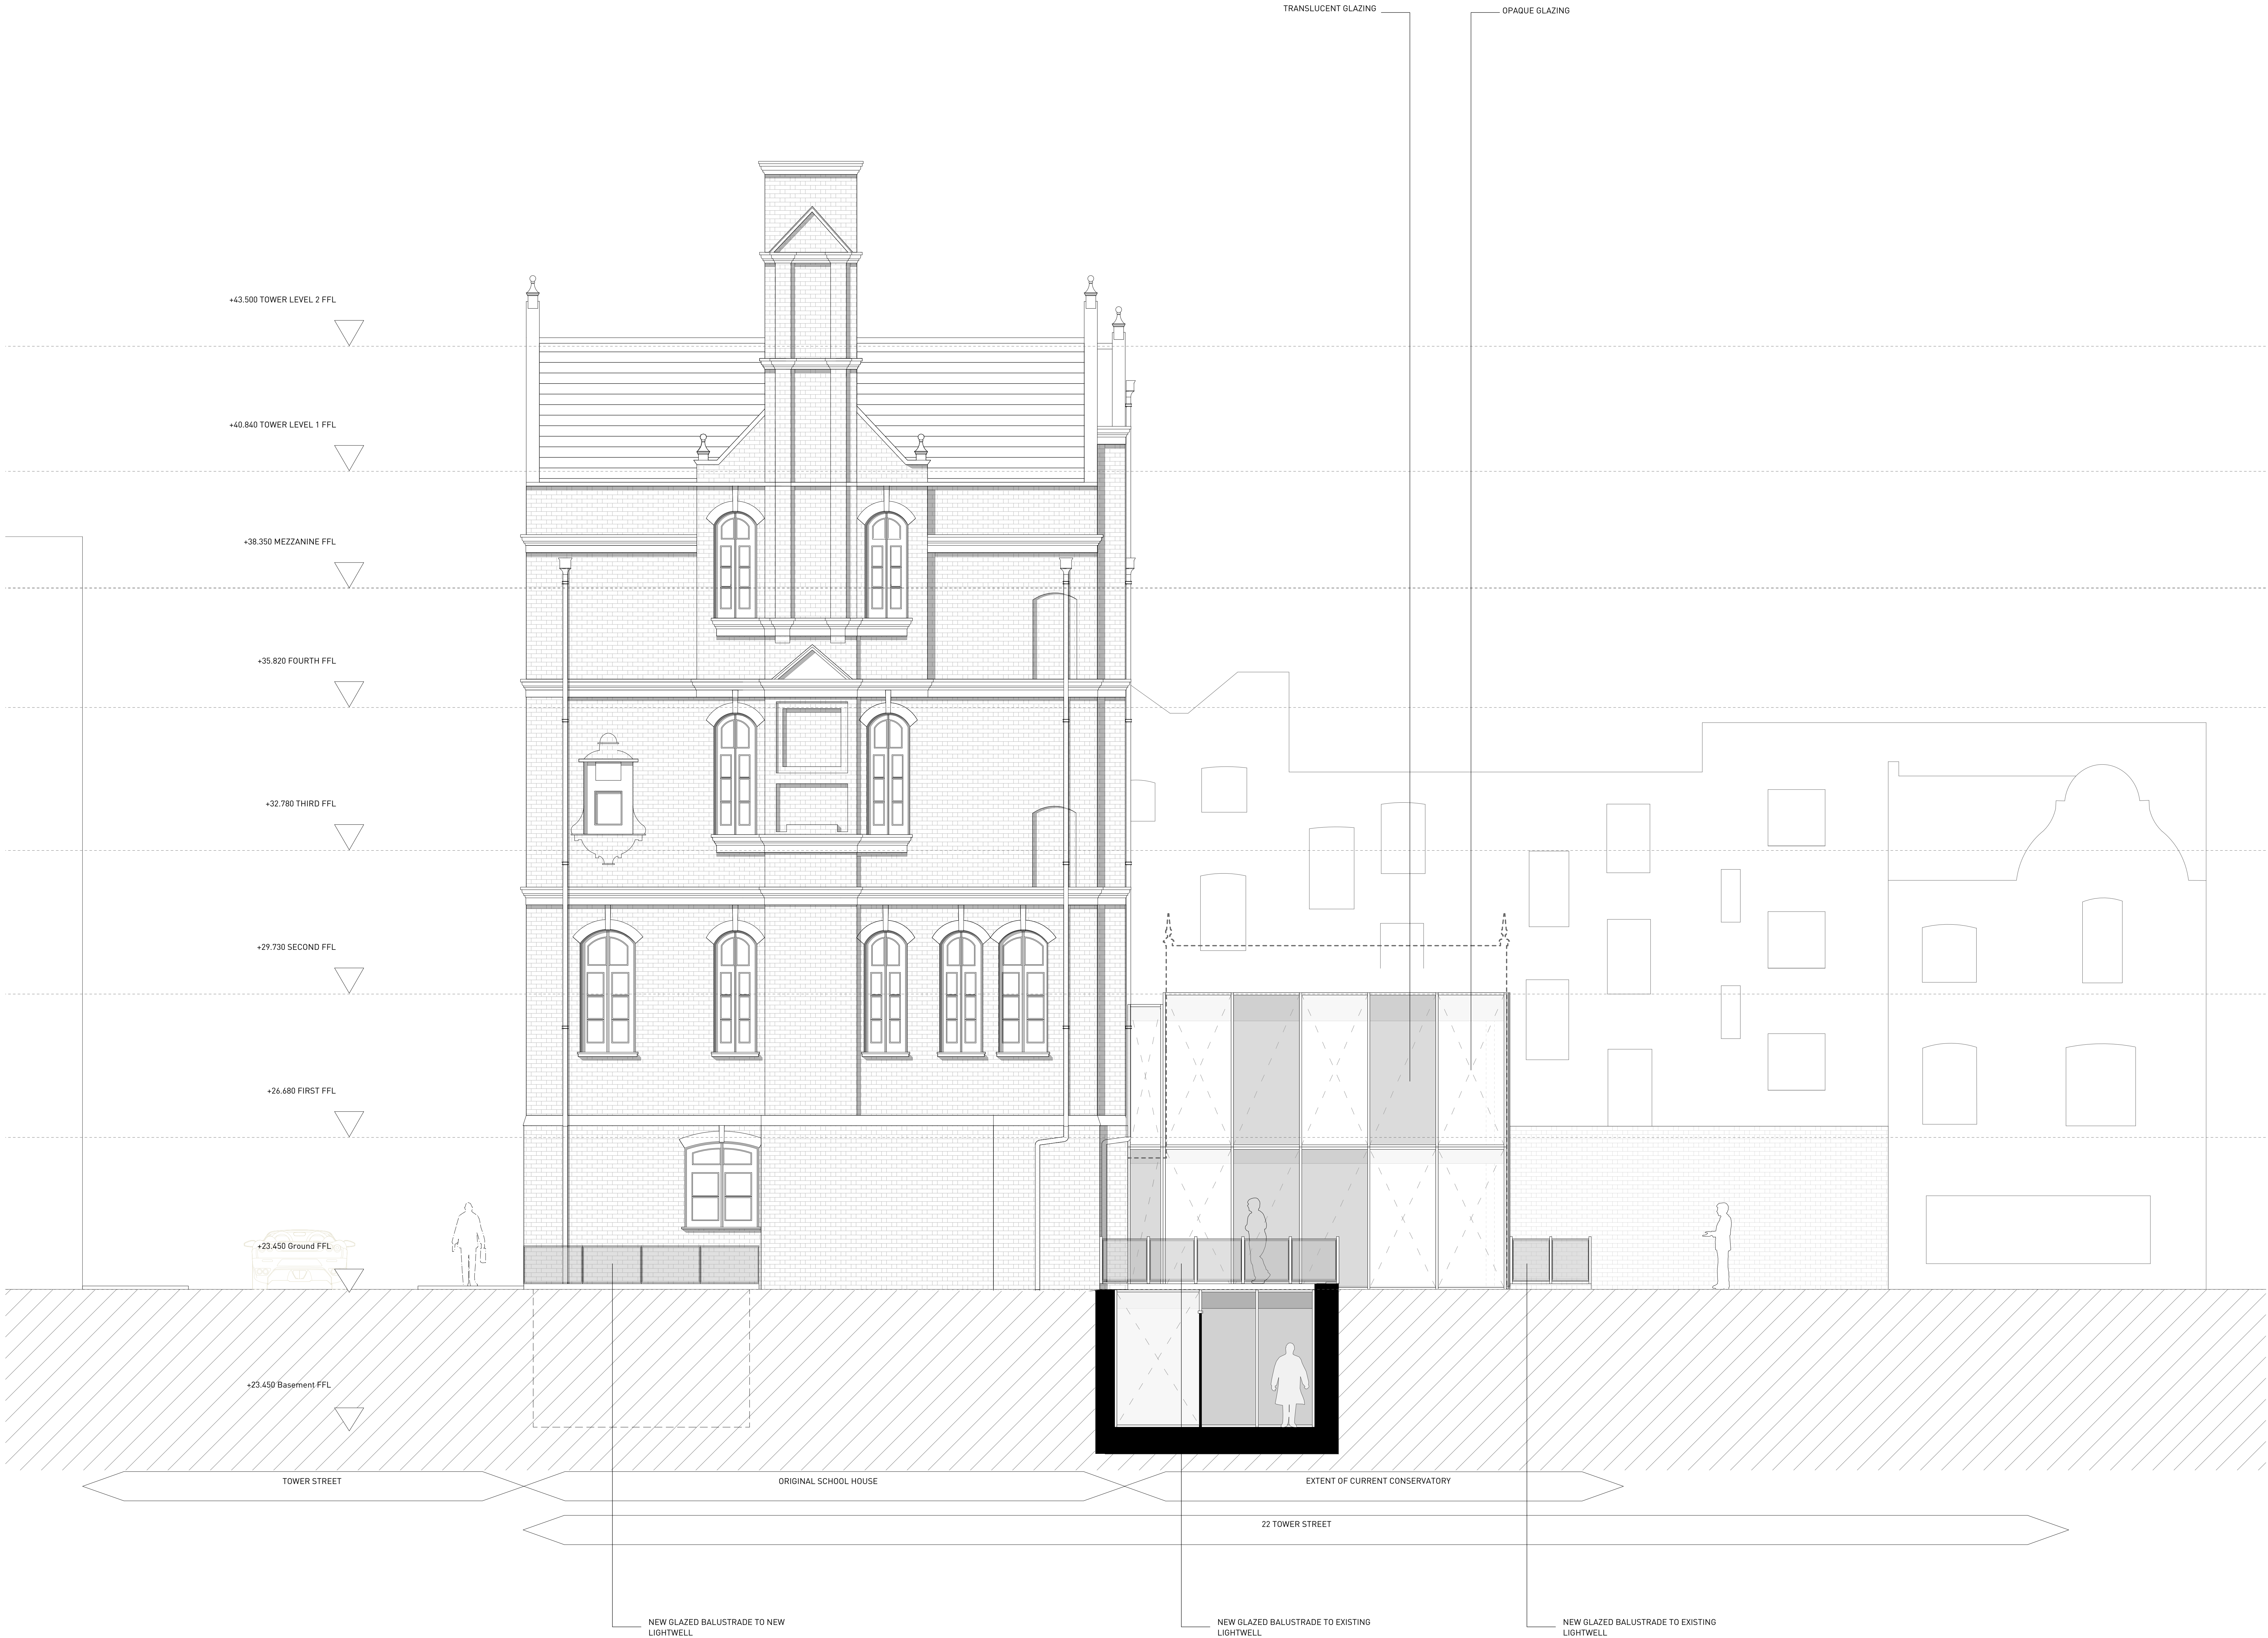 TRANSLUCENT GLAZING
OPAQUE GLAZING
+43.500 TOWER LEVEL 2 FFL
+40.840 TOWER LEVEL 1 FFL
+38.350 MEZZANINE FFL
+35.820 FOURTH FFL
+32.780 THIRD FFL
+29.730 SECOND FFL
+26.680 FIRST FFL
+23.450 Ground FFL
+23.450 Basement FFL
TOWER STREET
ORIGINAL SCHOOL HOUSE
EXTENT OF CURRENT CONSERVATORY
22 TOWER STREET
NEW GLAZED BALUSTRADE TO NEW
LIGHTWELL
NEW GLAZED BALUSTRADE TO EXISTING
LIGHTWELL
NEW GLAZED BALUSTRADE TO EXISTING
LIGHTWELL